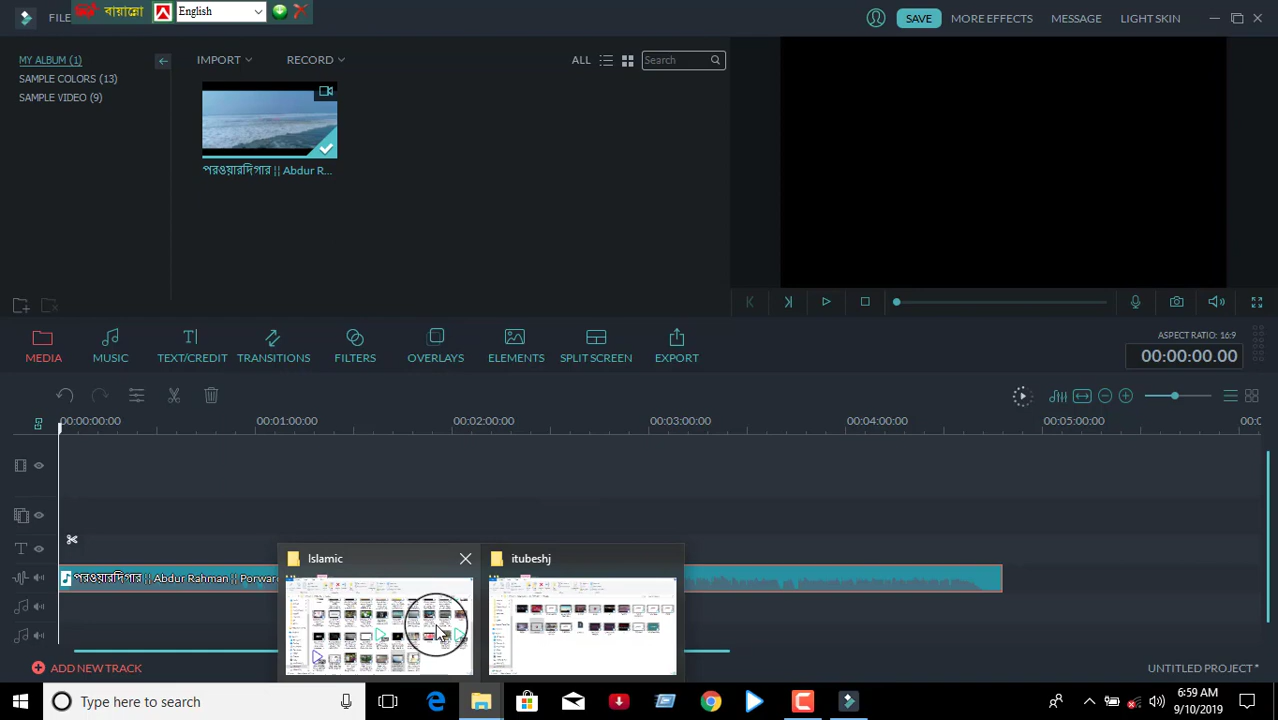 FILE
বায়ান্নো
English
SAVE
MORE EFFECTS
MESSAGE
LIGHT SKIN
MY ALBUM (1)
SAMPLE COLORS (13)
SAMPLE VIDEO (9)
IMPORT
RECORD
ALL
Search
পরওয়ারদিগার ¦¦ Abdur R...
MEDIA
MUSIC
TEXT/CREDIT
TRANSITIONS
FILTERS
OVERLAYS
ELEMENTS
SPLIT SCREEN
EXPORT
ASPECT RATIO: 16:9
00:00:00.00
00:00:00:00
00:01:00:00
00:02:00:00
00:03:00:00
00:04:00:00
00:05:00:00
পরওয়ারদিগার ¦¦ Abdur Rahman ¦¦ Porward
Islamic
itubeshj
ADD NEW TRACK
UNTITLED PROJECT *
Type here to search
6:59 AM
9/10/2019